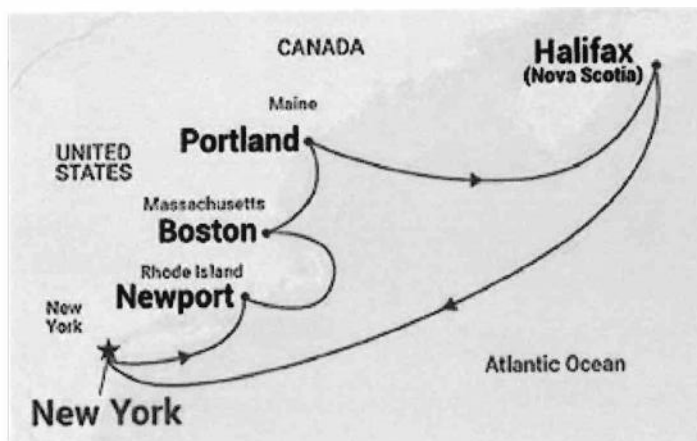 CANADA
Halifax
(Nova Scotia)
Maine
Portland
UNITED
STATES
Massachusetts
Boston
Rhode Island
Newport
New
York
Atlantic Ocean
New York